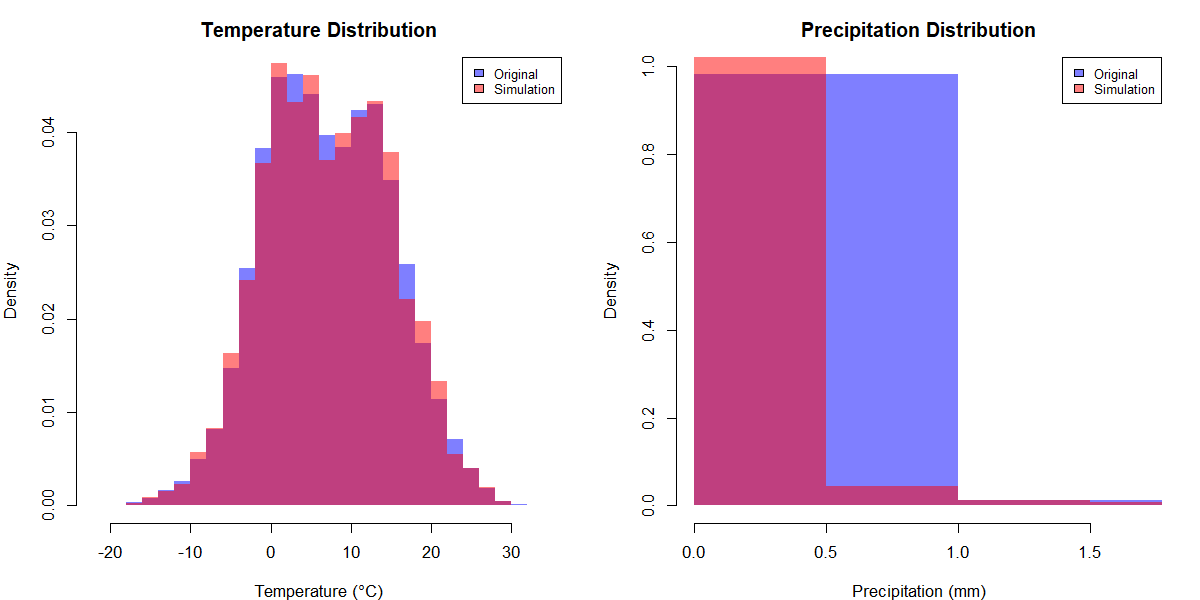 Temperature Distribution
Original
Simulation
Density
0.00
0.01
0.02
0.03
0.04
-20
-10
0
10
20
30
Temperature (°C)
Precipitation Distribution
Original
Simulation
Density
0.0
0.2
0.4
0.6
0.8
1.0
0.0
0.5
1.0
1.5
Precipitation (mm)